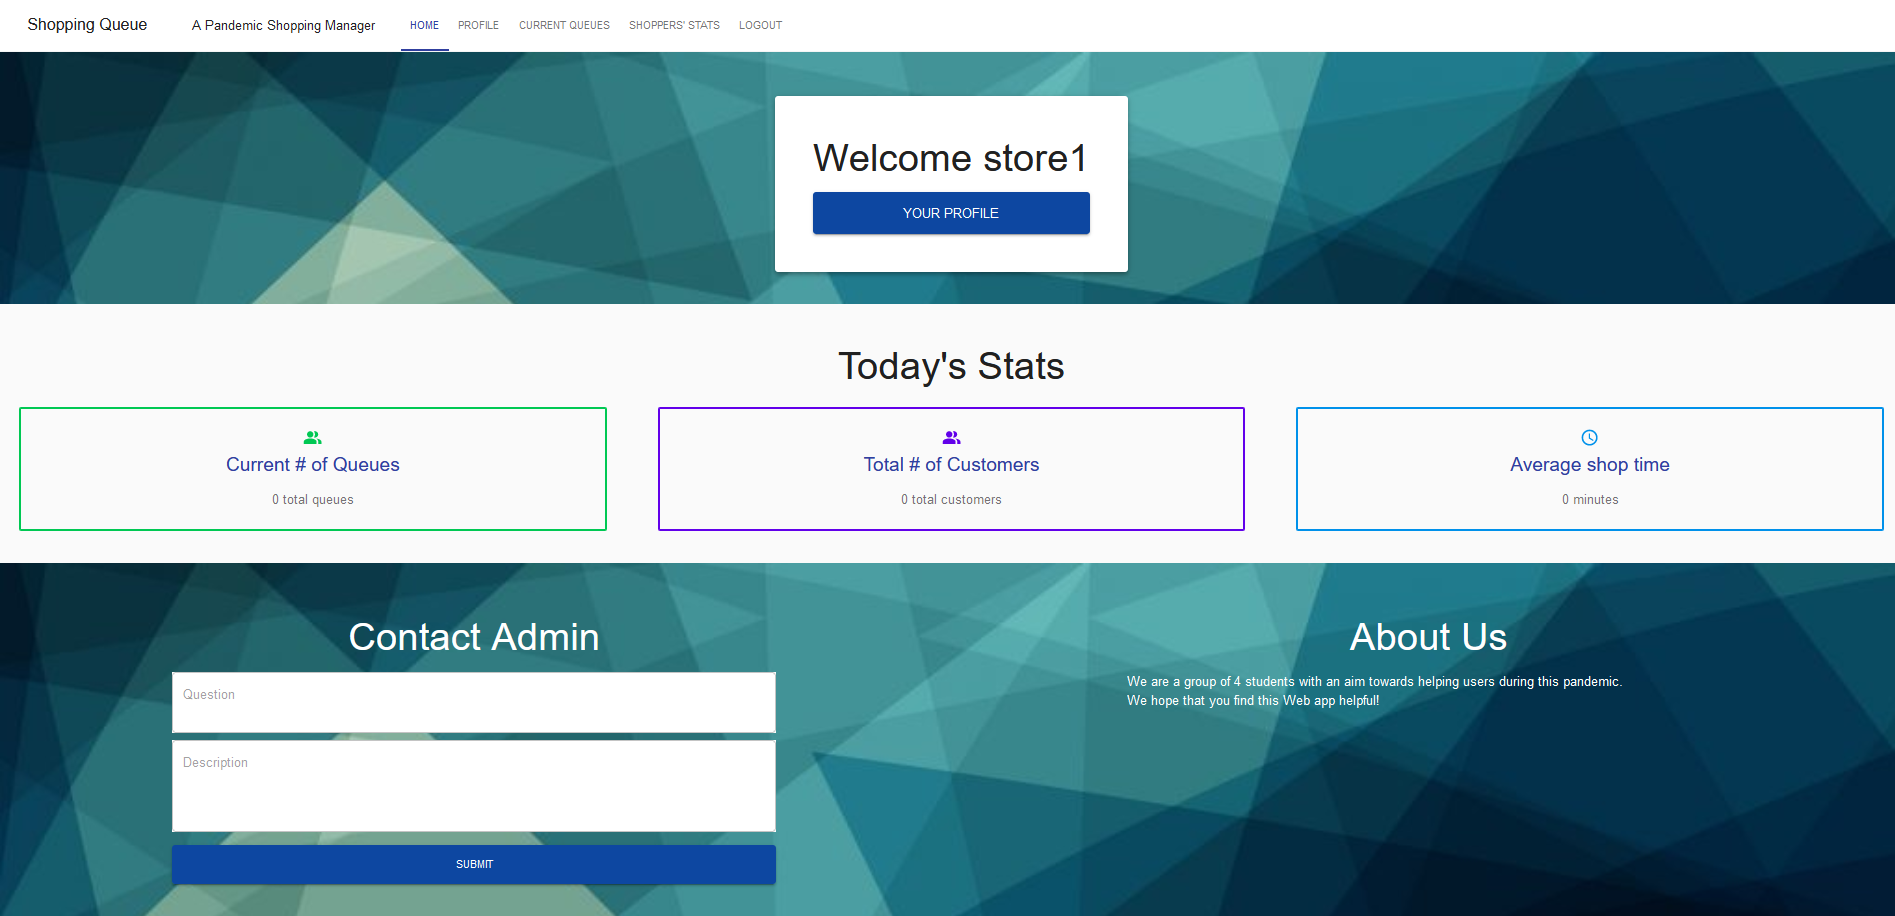 Shopping Queue
A Pandemic Shopping Manager
HOME
PROFILE
CURRENT QUEUES
SHOPPERS' STATS
LOGOUT
Welcome store1
YOUR PROFILE
Today's Stats
Current # of Queues
0 total queues
Total # of Customers
0 total customers
Average shop time
0 minutes
Contact Admin
Question
Description
SUBMIT
About Us
We are a group of 4 students with an aim towards helping users during this pandemic.
We hope that you find this Web app helpful!